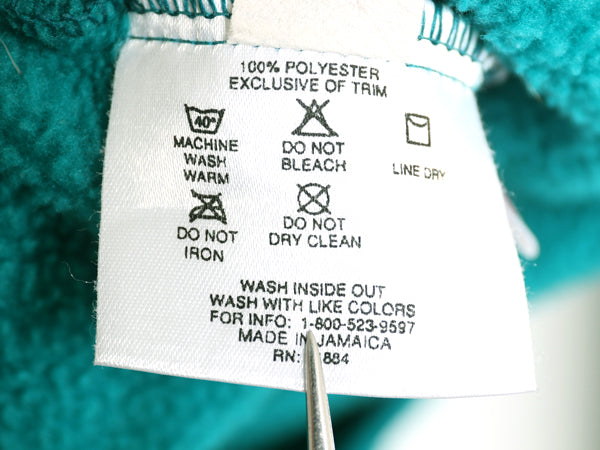 100% POLYESTER
EXCLUSIVE OF TRIM
40°
MACHINE WASH WARM
DO NOT BLEACH
LINE DRY
DO NOT IRON
DO NOT DRY CLEAN
WASH INSIDE OUT
WASH WITH LIKE COLORS
FOR INFO: 1-800-523-9597
MADE IN JAMAICA
RN: 884